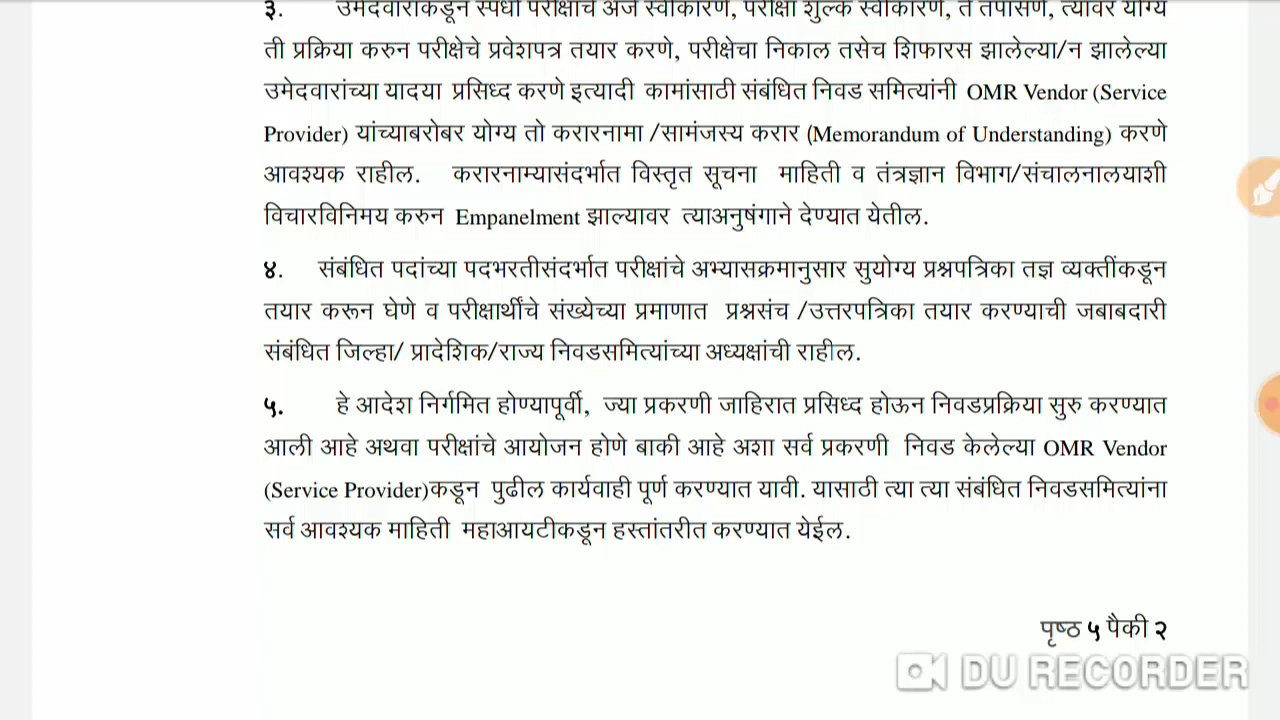 ३. उमेदवारांकडून स्पर्धा परीक्षांचे अर्ज स्वीकारणे, परीक्षा शुल्क स्वीकारणे, ते तपासणे, त्यावर योग्य
ती प्रक्रिया करुन परीक्षेचे प्रवेशपत्र तयार करणे, परीक्षेचा निकाल तसेच शिफारस झालेल्या/न झालेल्या
उमेदवारांच्या यादया प्रसिध्द करणे इत्यादी कामांसाठी संबंधित निवड समित्यांनी OMR Vendor (Service
Provider) यांच्याबरोबर योग्य तो करारनामा /सामंजस्य करार (Memorandum of Understanding) करणे
आवश्यक राहील. करारनाम्यासंदर्भात विस्तृत सूचना माहिती व तंत्रज्ञान विभाग/संचालनालयाशी
विचारविनिमय करुन Empanelment झाल्यावर त्याअनुषंगाने देण्यात येतील.
४. संबंधित पदांच्या पदभरतीसंदर्भात परीक्षांचे अभ्यासक्रमानुसार सुयोग्य प्रश्नपत्रिका तज्ञ व्यक्तींकडून
तयार करून घेणे व परीक्षार्थींचे संख्येच्या प्रमाणात प्रश्नसंच /उत्तरपत्रिका तयार करण्याची जबाबदारी
संबंधित जिल्हा/ प्रादेशिक/राज्य निवडसमित्यांच्या अध्यक्षांची राहील.
५. हे आदेश निर्गमित होण्यापूर्वी, ज्या प्रकरणी जाहिरात प्रसिध्द होऊन निवडप्रक्रिया सुरु करण्यात
आली आहे अथवा परीक्षांचे आयोजन होणे बाकी आहे अशा सर्व प्रकरणी निवड केलेल्या OMR Vendor
(Service Provider)कडून पुढील कार्यवाही पूर्ण करण्यात यावी. यासाठी त्या त्या संबंधित निवडसमित्यांना
सर्व आवश्यक माहिती महाआयटीकडून हस्तांतरीत करण्यात येईल.
पृष्ठ ५ पैकी २
DU RECORDER